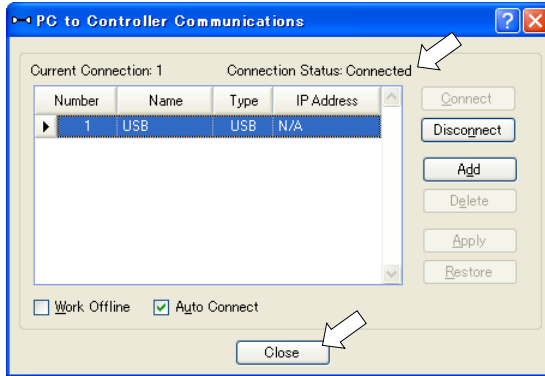 PC to Controller Communications
Current Connection: 1 Connection Status: Connected
Number Name Type IP Address Connect
1 USB USB N/A Disconnect
Add
Delete
Apply
Restore
Work Offline Auto Connect
Close